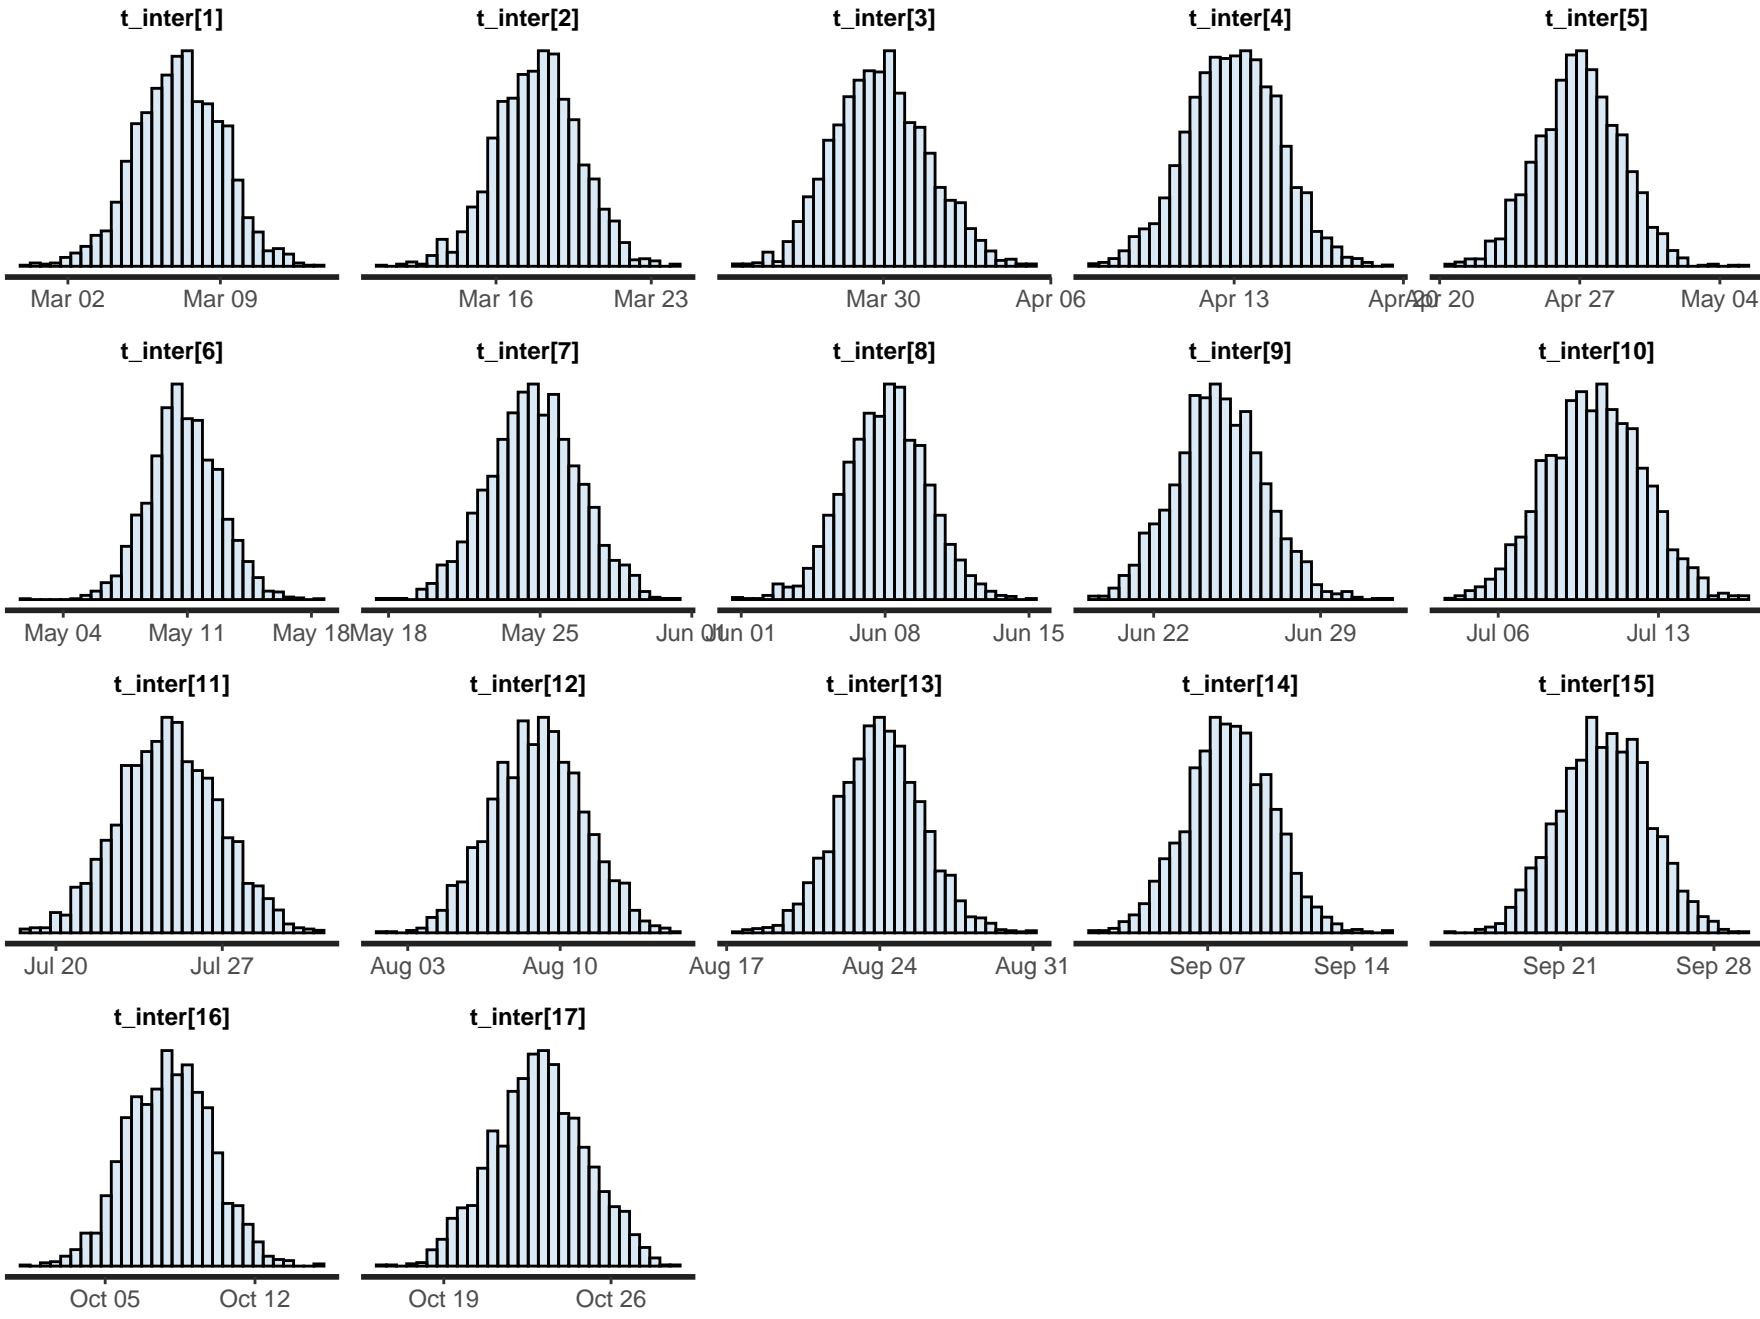 t_inter[1] t_inter[2] t_inter[3] t_inter[4] t_inter[5]
Mar 02 Mar 09 Mar 16 Mar 23 Mar 30 Apr 06 Apr 13 Apr 20 Apr 20 Apr 27 May 04
t_inter[6] t_inter[7] t_inter[8] t_inter[9] t_inter[10]
May 04 May 11 May 18 May 18 May 25 Jun 01 Jun 01 Jun 08 Jun 15 Jun 22 Jun 29 Jul 06 Jul 13
t_inter[11] t_inter[12] t_inter[13] t_inter[14] t_inter[15]
Jul 20 Jul 27 Aug 03 Aug 10 Aug 17 Aug 24 Aug 31 Sep 07 Sep 14 Sep 21 Sep 28
t_inter[16] t_inter[17]
Oct 05 Oct 12 Oct 19 Oct 26